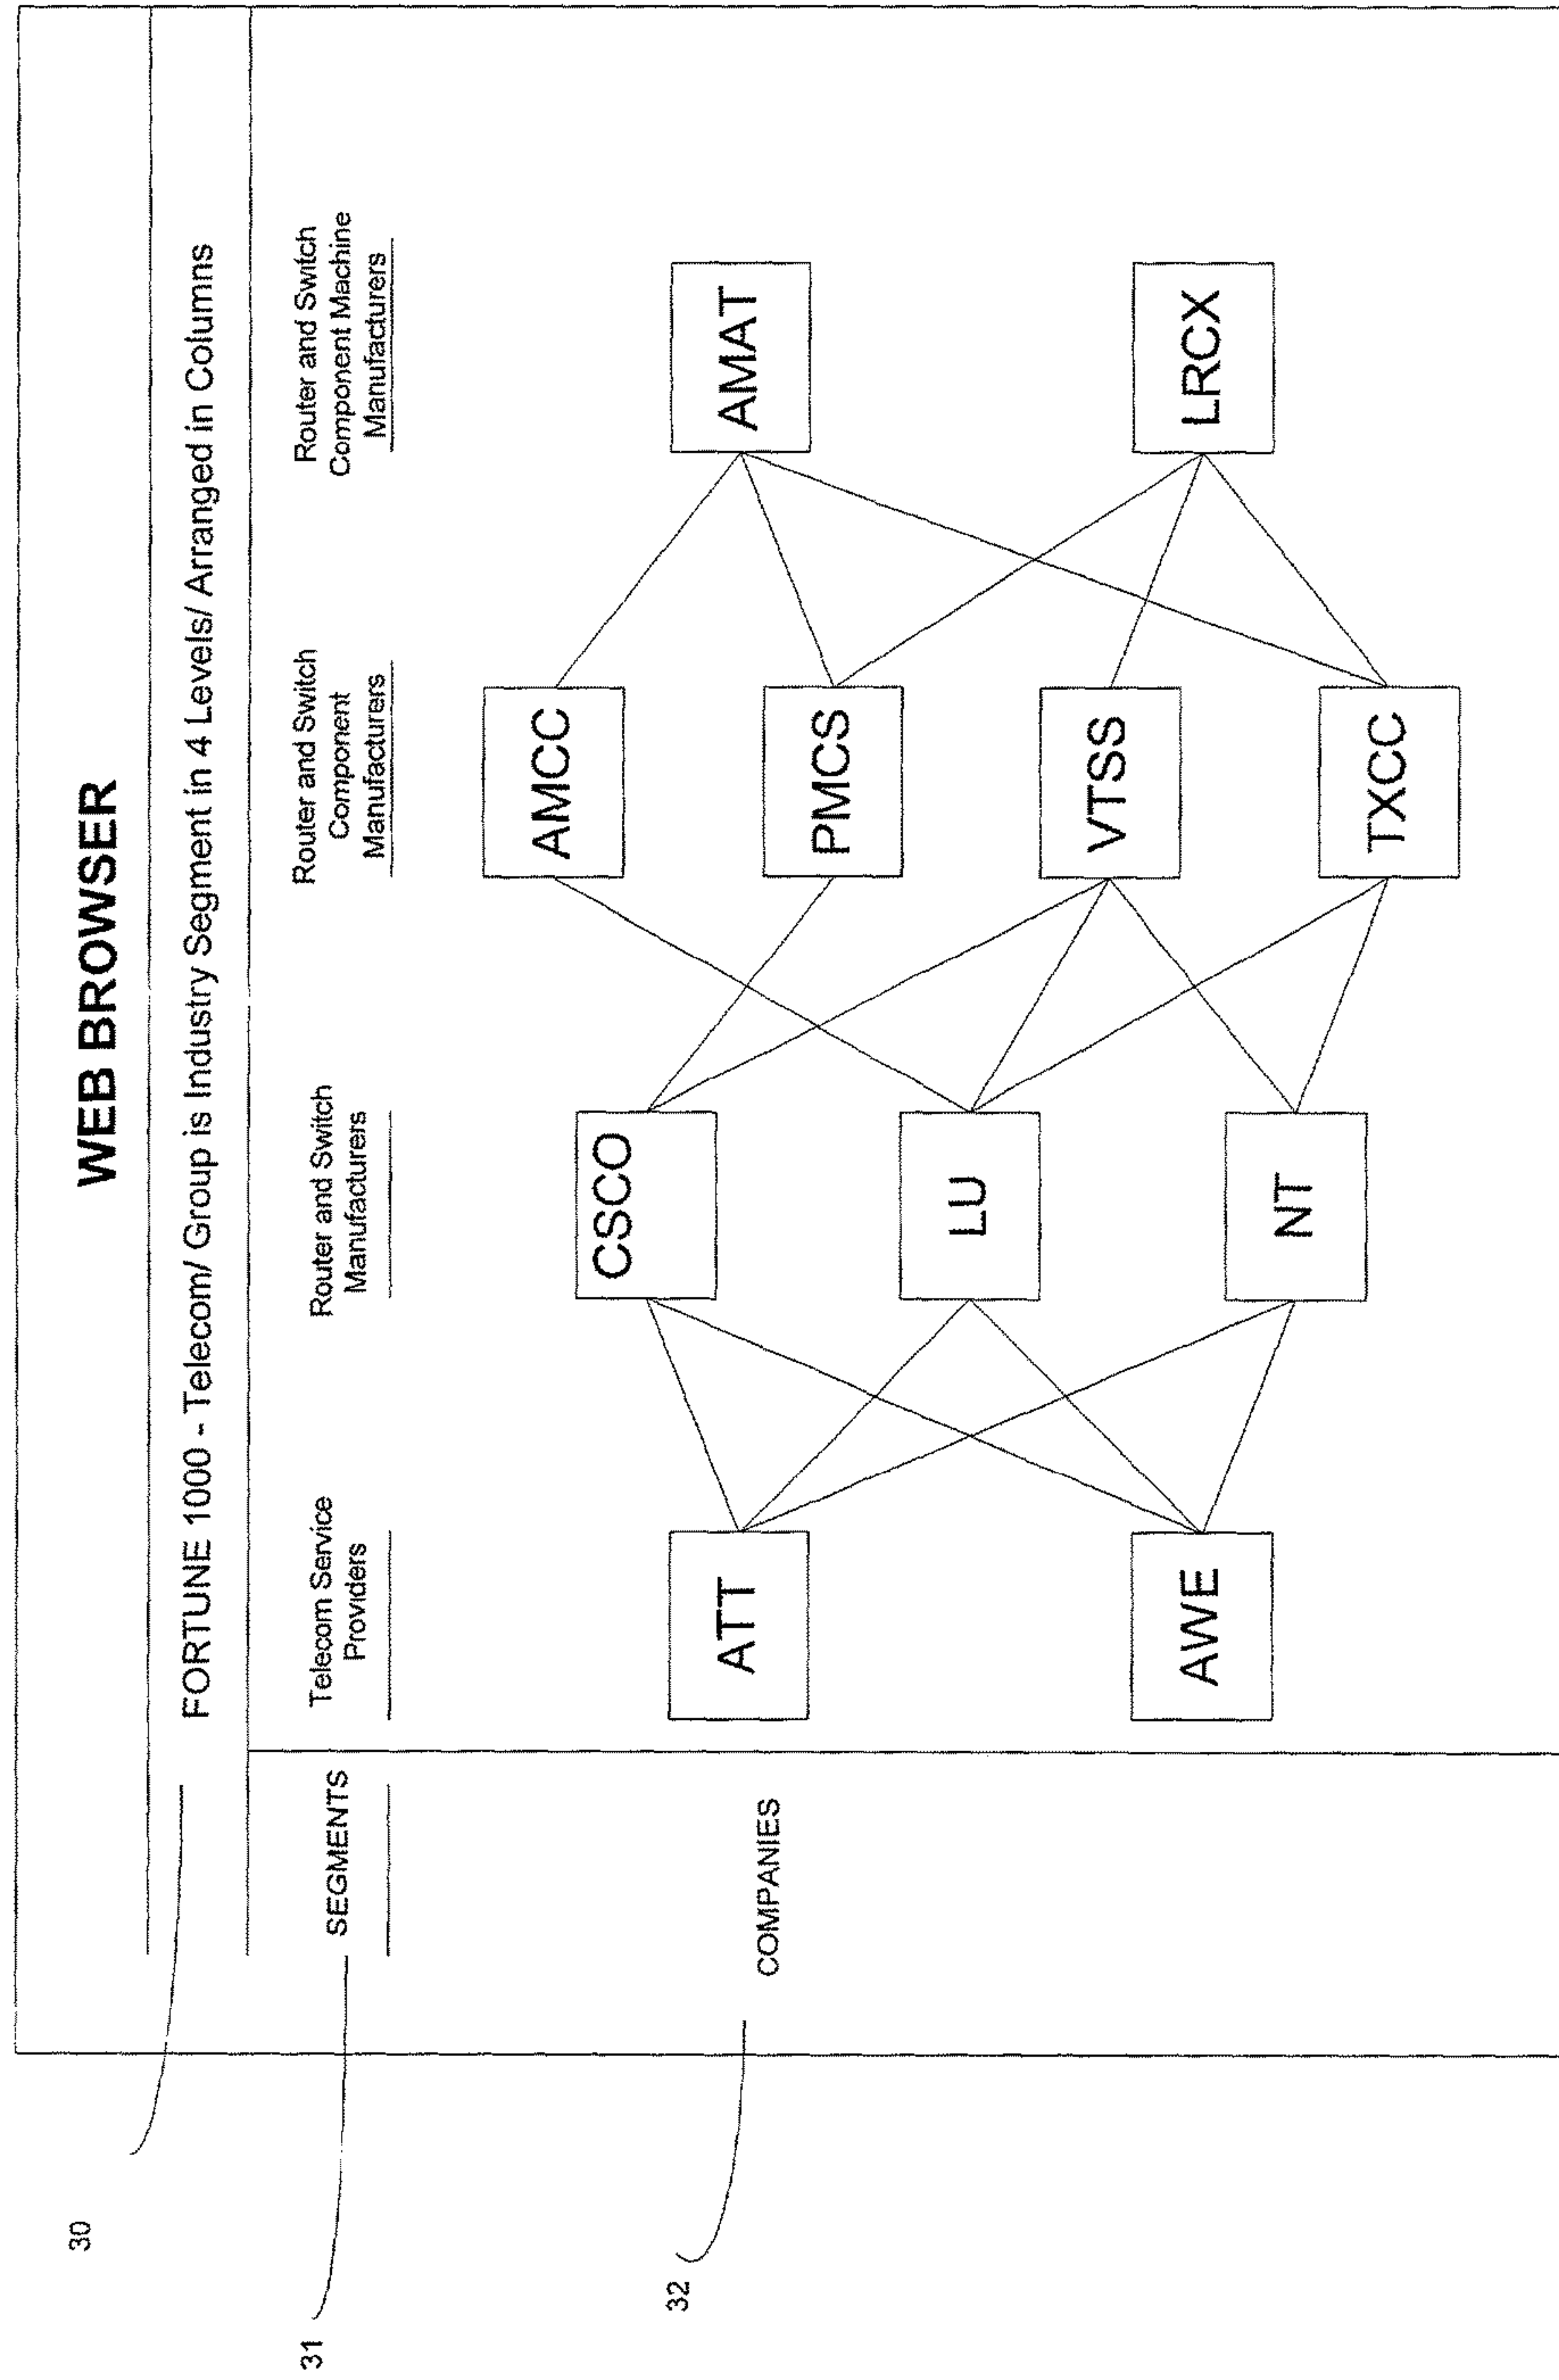 WEB BROWSER
30
FORTUNE 1000 - Telecom/ Group is Industry Segment in 4 Levels/ Arranged in Columns
31
SEGMENTS
Telecom Service
Providers
Router and Switch
Manufacturers
Router and Switch
Component
Manufacturers
Router and Switch
Component Machine
Manufacturers
32
COMPANIES
ATT
AWE
CSCO
LU
NT
AMCC
PMCS
VTSS
TXCC
AMAT
LRCX